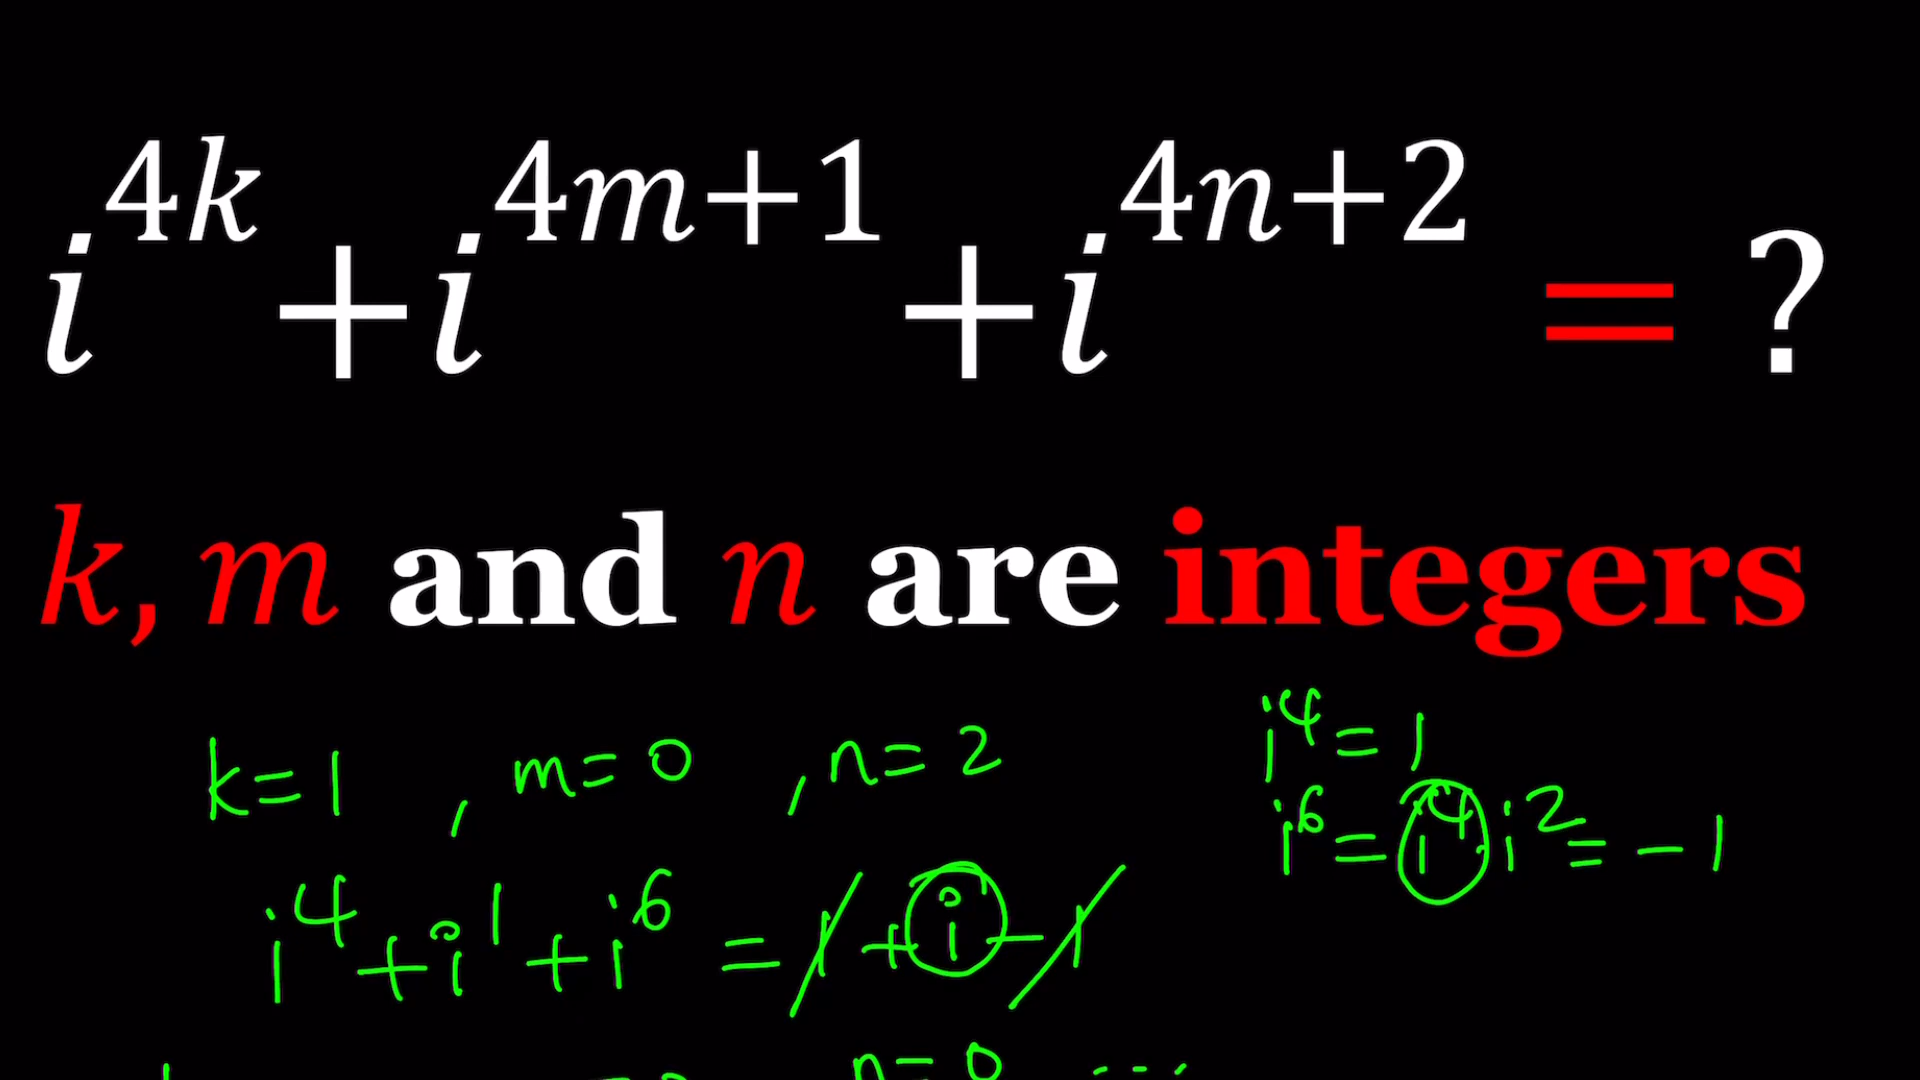 i^{4k} + i^{4m+1} + i^{4n+2} = ?
k, m and n are integers
i^4 = 1
k = 1 , m = 0 , n = 2
i^6 = i^4 · i^2 = -1
i^4 + i^1 + i^6 = 1 + i - 1
n = 0 ...